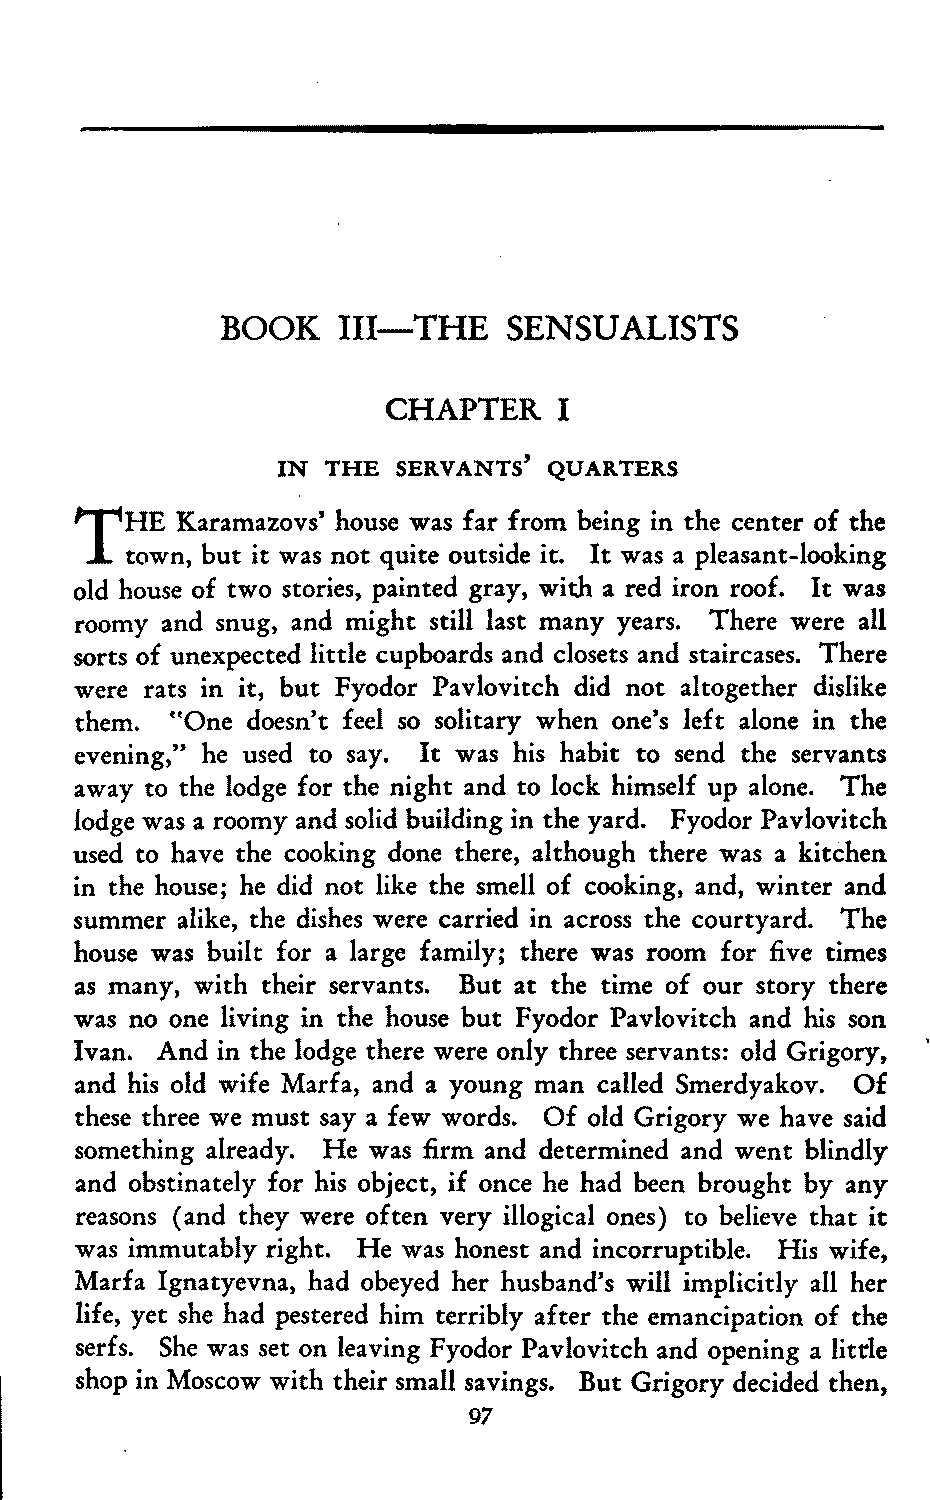 BOOK III—THE SENSUALISTS
CHAPTER I
IN THE SERVANTS' QUARTERS
THE Karamazovs' house was far from being in the center of the
town, but it was not quite outside it. It was a pleasant-looking
old house of two stories, painted gray, with a red iron roof. It was
roomy and snug, and might still last many years. There were all
sorts of unexpected little cupboards and closets and staircases. There
were rats in it, but Fyodor Pavlovitch did not altogether dislike
them. "One doesn't feel so solitary when one's left alone in the
evening," he used to say. It was his habit to send the servants
away to the lodge for the night and to lock himself up alone. The
lodge was a roomy and solid building in the yard. Fyodor Pavlovitch
used to have the cooking done there, although there was a kitchen
in the house; he did not like the smell of cooking, and, winter and
summer alike, the dishes were carried in across the courtyard. The
house was built for a large family; there was room for five times
as many, with their servants. But at the time of our story there
was no one living in the house but Fyodor Pavlovitch and his son
Ivan. And in the lodge there were only three servants: old Grigory,
and his old wife Marfa, and a young man called Smerdyakov. Of
these three we must say a few words. Of old Grigory we have said
something already. He was firm and determined and went blindly
and obstinately for his object, if once he had been brought by any
reasons (and they were often very illogical ones) to believe that it
was immutably right. He was honest and incorruptible. His wife,
Marfa Ignatyevna, had obeyed her husband's will implicitly all her
life, yet she had pestered him terribly after the emancipation of the
serfs. She was set on leaving Fyodor Pavlovitch and opening a little
shop in Moscow with their small savings. But Grigory decided then,
97